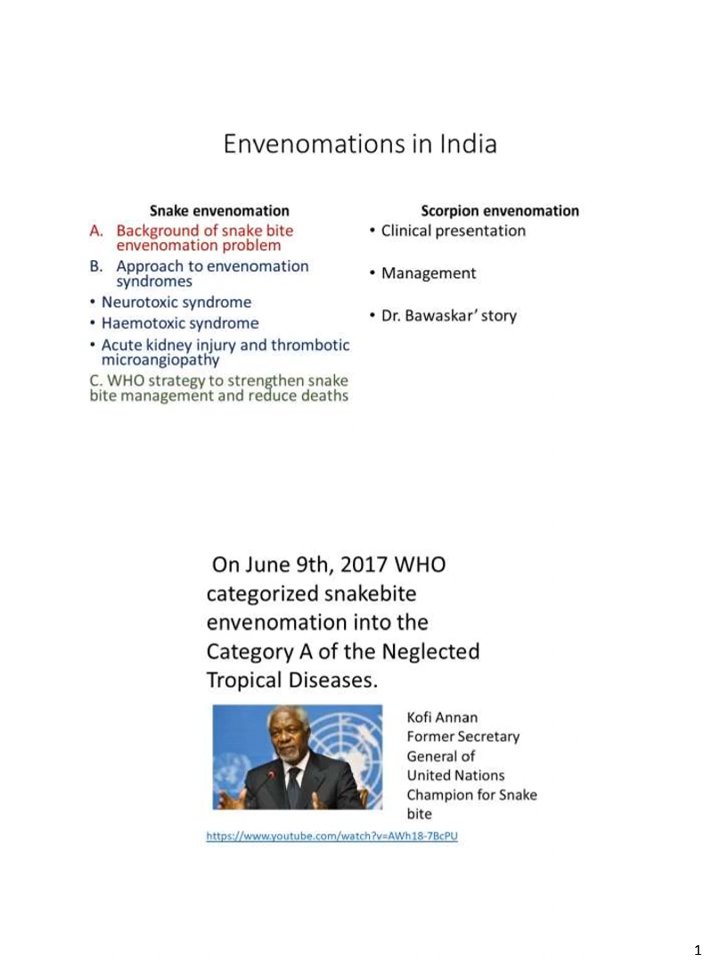 Envenomations in India
Snake envenomation
A. Background of snake bite
envenomation problem
B. Approach to envenomation
syndromes
• Neurotoxic syndrome
• Haemotoxic syndrome
• Acute kidney injury and thrombotic
microangiopathy
C. WHO strategy to strengthen snake
bite management and reduce deaths
Scorpion envenomation
• Clinical presentation
• Management
• Dr. Bawaskar’ story
On June 9th, 2017 WHO
categorized snakebite
envenomation into the
Category A of the Neglected
Tropical Diseases.
Kofi Annan
Former Secretary
General of
United Nations
Champion for Snake
bite
https://www.youtube.com/watch?v=AWh18-7BcPU
1